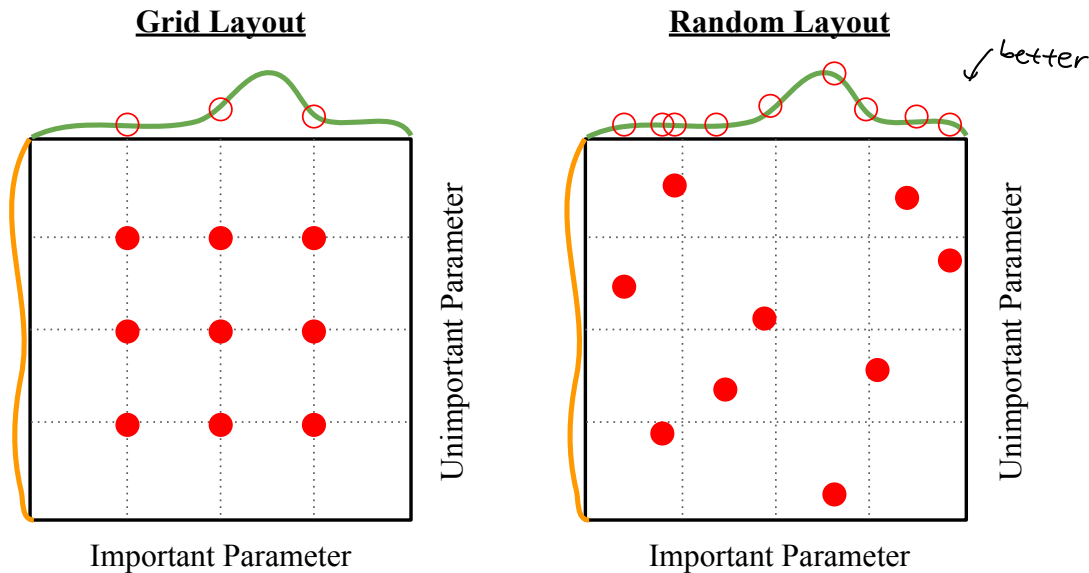 Grid Layout
Random Layout
better
Unimportant Parameter
Unimportant Parameter
Important Parameter
Important Parameter